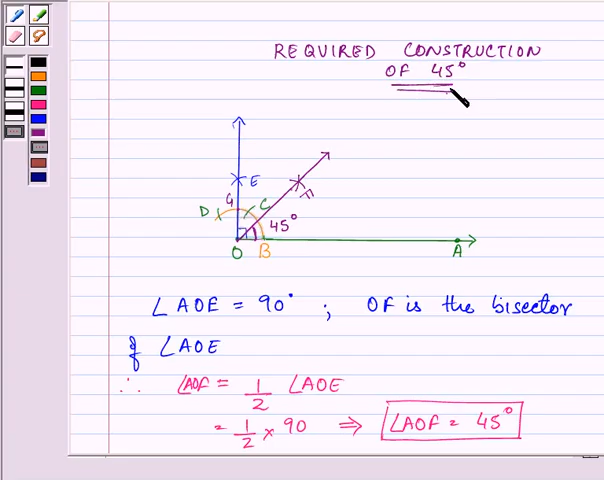 REQUIRED CONSTRUCTION
OF 45°
E
G
D
C
F
45°
O
B
A
∠AOE = 90° ; OF is the bisector
of ∠AOE
∴ ∠AOF = 1/2 ∠AOE
= 1/2 × 90 ⇒ ∠AOF = 45°